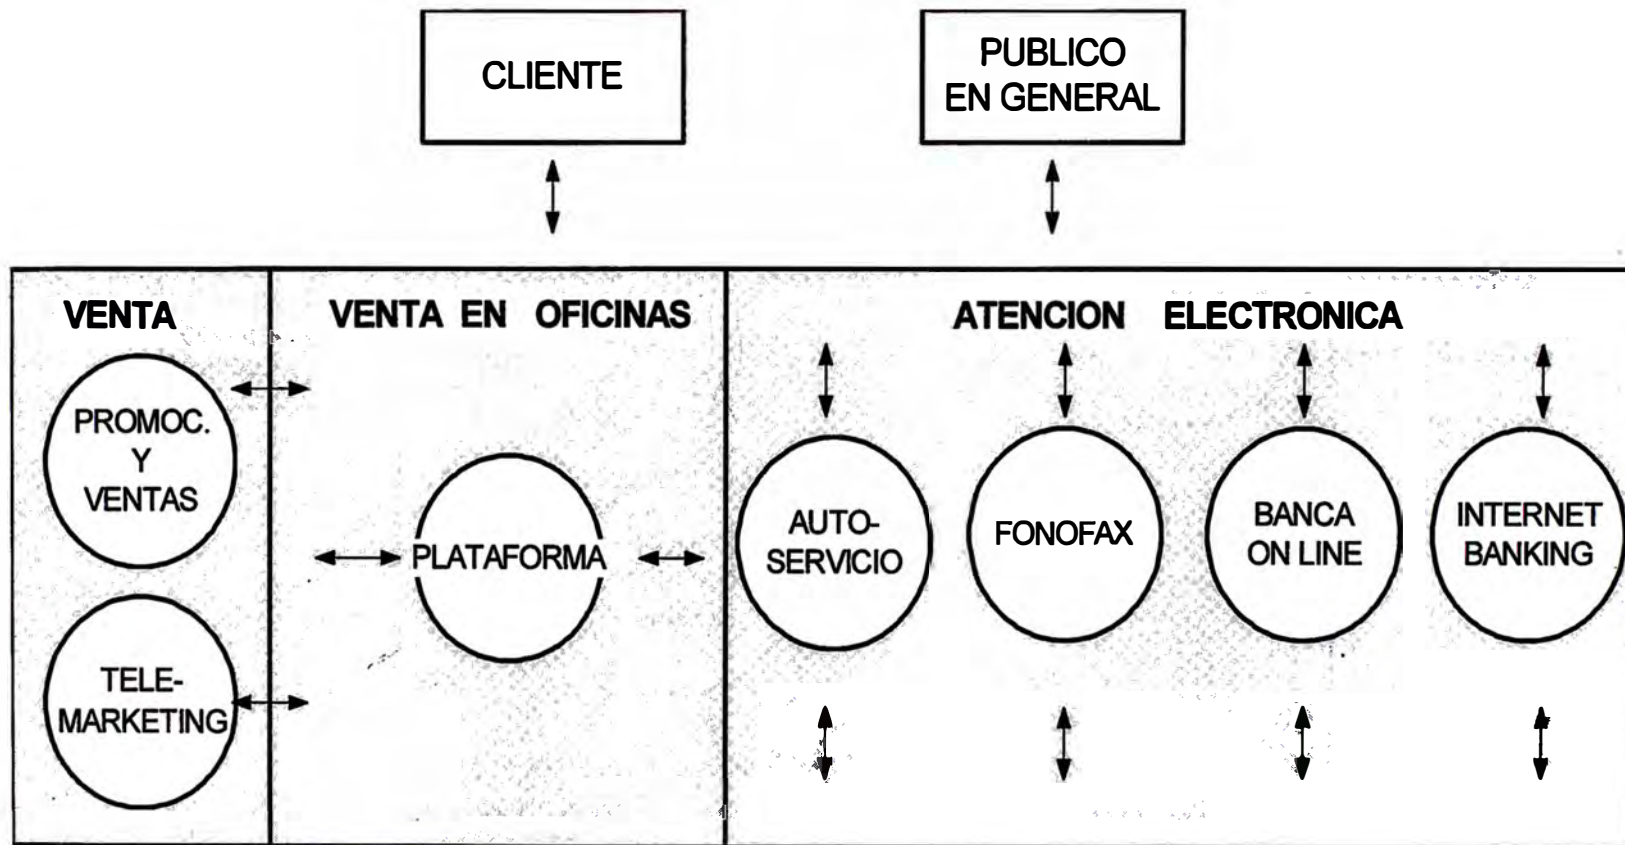 CLIENTE
PUBLICO
EN GENERAL
VENTA
VENTA EN OFICINAS
ATENCION ELECTRONICA
PROMOC.
Y
VENTAS
TELE-
MARKETING
PLATAFORMA
AUTO-
SERVICIO
FONOFAX
BANCA
ON LINE
INTERNET
BANKING